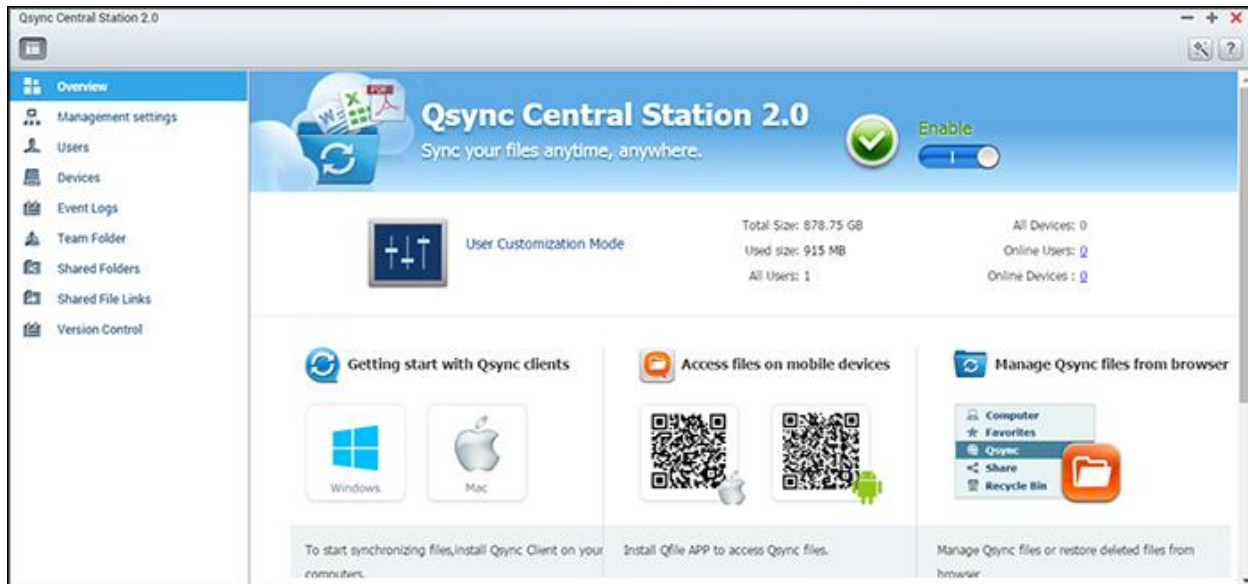 Qsync Central Station 2.0
Overview
Management settings
Users
Devices
Event Logs
Team Folder
Shared Folders
Shared File Links
Version Control
PDF
W
X
Qsync Central Station 2.0
Sync your files anytime, anywhere.
Enable
User Customization Mode
Total Size: 878.75 GB
Used size: 915 MB
All Users: 1
All Devices: 0
Online Users: 0
Online Devices : 0
Getting start with Qsync clients
Windows
Mac
To start synchronizing files,install Qsync Client on your
computers.
Access files on mobile devices
Install Qfile APP to access Qsync files.
Manage Qsync files from browser
Computer
Favorites
Qsync
Share
Recycle Bin
Manage Qsync files or restore deleted files from
browser